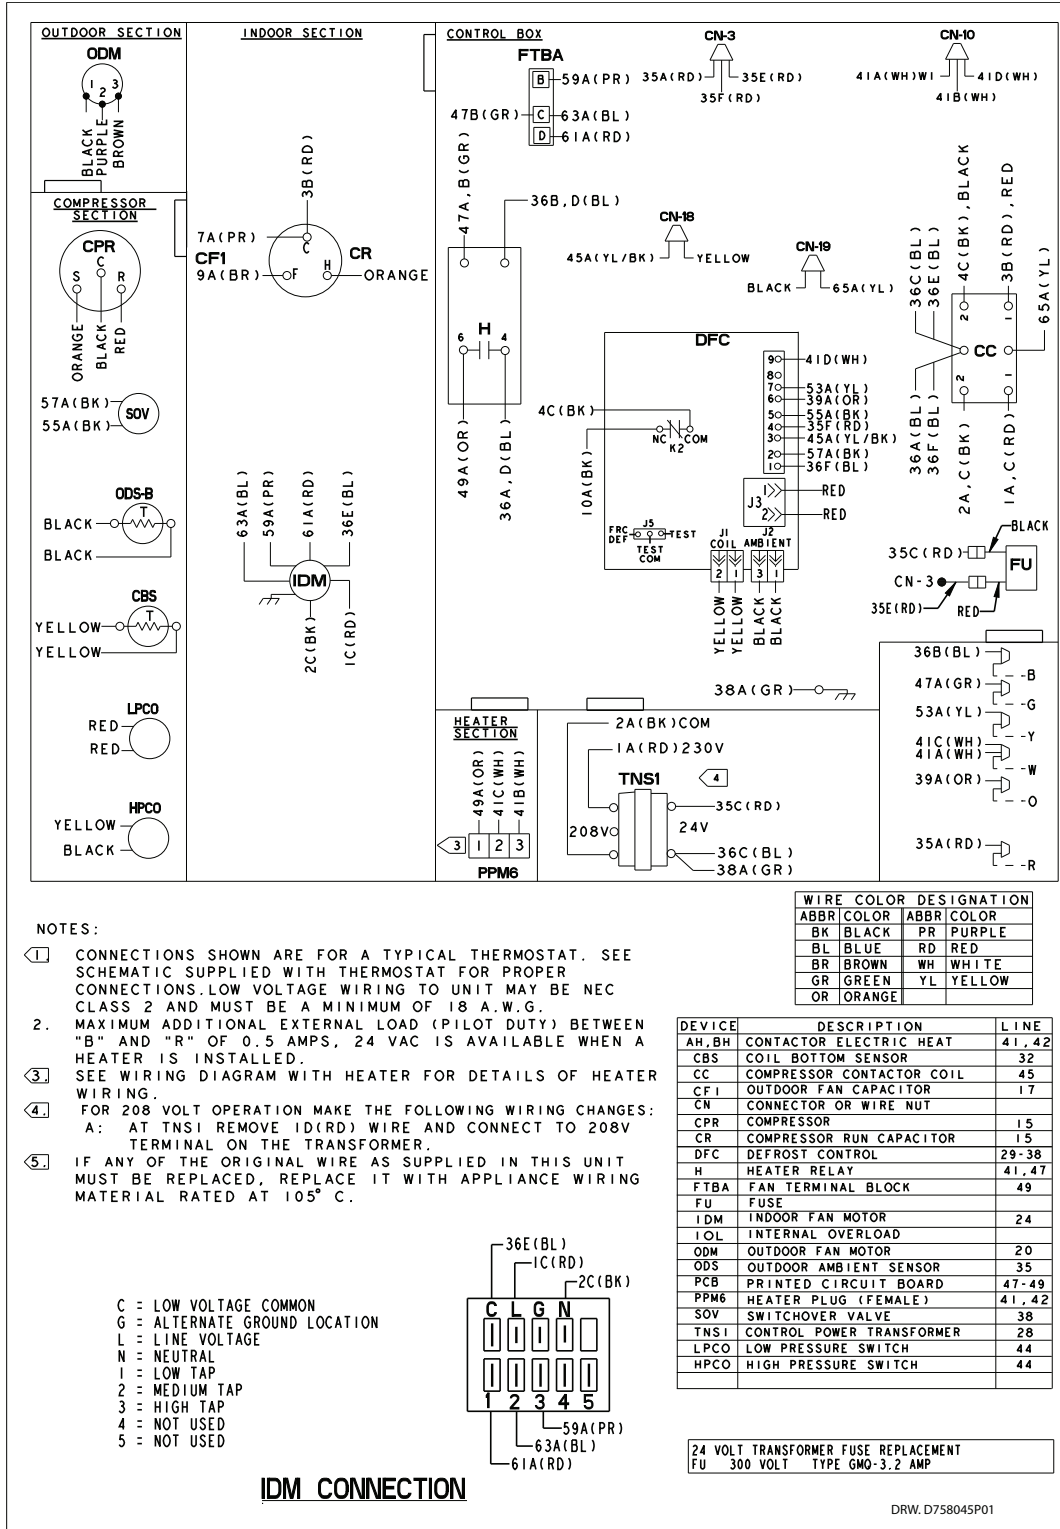 OUTDOOR SECTION
ODM
1 2 3
BLACK
PURPLE
BROWN
COMPRESSOR
SECTION
CPR
C
S R
ORANGE
BLACK
RED
57A(BK)
55A(BK)
SOV
ODS-B
T
BLACK
BLACK
CBS
T
YELLOW
YELLOW
LPCO
RED
RED
HPCO
YELLOW
BLACK
INDOOR SECTION
3B(RD)
7A(PR)
C
CF1
CR
9A(BR)
F
H
ORANGE
63A(BL)
59A(PR)
61A(RD)
36E(BL)
IDM
2C(BK)
1C(RD)
CONTROL BOX
FTBA
B 59A(PR)
47B(GR) C 63A(BL)
D 61A(RD)
CN-3
35A(RD) 35E(RD)
35F(RD)
CN-10
41A(WH)WI 41D(WH)
41B(WH)
47A,B(GR)
36B,D(BL)
6 H 4
49A(OR)
36A,D(BL)
CN-18
45A(YL/BK) YELLOW
CN-19
BLACK 65A(YL)
36C(BL)
36E(BL)
4C(BK),BLACK
3B(RD),RED
65A(YL)
2 1
CC
2 1
36A(BL)
36F(BL)
2A,C(BK)
1A,C(RD)
DFC
9 41D(WH)
8
7 53A(YL)
6 39A(OR)
5 55A(BK)
4 35F(RD)
3 45A(YL/BK)
2 57A(BK)
1 36F(BL)
4C(BK)
10A(BK)
NC COM
K2
J3
1 RED
2 RED
J5
FRC
DEF
TEST
TEST
COM
J1
COIL
J2
AMBIENT
2 1 3 1
YELLOW
YELLOW
BLACK
BLACK
BLACK
35C(RD)
FU
CN-3
35E(RD)
RED
38A(GR)
36B(BL)
B
47A(GR)
G
53A(YL)
Y
41C(WH)
41A(WH)
W
39A(OR)
O
35A(RD)
R
HEATER
SECTION
49A(OR)
41C(WH)
41B(WH)
3 1 2 3
PPM6
2A(BK)COM
1A(RD)230V
TNS1
4
35C(RD)
208V
24V
36C(BL)
38A(GR)
WIRE COLOR DESIGNATION
ABBR COLOR ABBR COLOR
BK BLACK PR PURPLE
BL BLUE RD RED
BR BROWN WH WHITE
GR GREEN YL YELLOW
OR ORANGE
NOTES:
1. CONNECTIONS SHOWN ARE FOR A TYPICAL THERMOSTAT. SEE
SCHEMATIC SUPPLIED WITH THERMOSTAT FOR PROPER
CONNECTIONS.LOW VOLTAGE WIRING TO UNIT MAY BE NEC
CLASS 2 AND MUST BE A MINIMUM OF 18 A.W.G.
2. MAXIMUM ADDITIONAL EXTERNAL LOAD (PILOT DUTY) BETWEEN
"B" AND "R" OF 0.5 AMPS, 24 VAC IS AVAILABLE WHEN A
HEATER IS INSTALLED.
3. SEE WIRING DIAGRAM WITH HEATER FOR DETAILS OF HEATER
WIRING.
4. FOR 208 VOLT OPERATION MAKE THE FOLLOWING WIRING CHANGES:
A: AT TNS1 REMOVE 1D(RD) WIRE AND CONNECT TO 208V
TERMINAL ON THE TRANSFORMER.
5. IF ANY OF THE ORIGINAL WIRE AS SUPPLIED IN THIS UNIT
MUST BE REPLACED, REPLACE IT WITH APPLIANCE WIRING
MATERIAL RATED AT 105° C.
DEVICE DESCRIPTION LINE
AH,BH CONTACTOR ELECTRIC HEAT 41,42
CBS COIL BOTTOM SENSOR 32
CC COMPRESSOR CONTACTOR COIL 45
CF1 OUTDOOR FAN CAPACITOR 17
CN CONNECTOR OR WIRE NUT
CPR COMPRESSOR 15
CR COMPRESSOR RUN CAPACITOR 15
DFC DEFROST CONTROL 29-38
H HEATER RELAY 41,47
FTBA FAN TERMINAL BLOCK 49
FU FUSE
IDM INDOOR FAN MOTOR 24
IOL INTERNAL OVERLOAD
ODM OUTDOOR FAN MOTOR 20
ODS OUTDOOR AMBIENT SENSOR 35
PCB PRINTED CIRCUIT BOARD 47-49
PPM6 HEATER PLUG (FEMALE) 41,42
SOV SWITCHOVER VALVE 38
TNS1 CONTROL POWER TRANSFORMER 28
LPCO LOW PRESSURE SWITCH 44
HPCO HIGH PRESSURE SWITCH 44
C = LOW VOLTAGE COMMON
G = ALTERNATE GROUND LOCATION
L = LINE VOLTAGE
N = NEUTRAL
1 = LOW TAP
2 = MEDIUM TAP
3 = HIGH TAP
4 = NOT USED
5 = NOT USED
36E(BL)
1C(RD)
2C(BK)
C L G N
1 2 3 4 5
59A(PR)
63A(BL)
61A(RD)
IDM CONNECTION
24 VOLT TRANSFORMER FUSE REPLACEMENT
FU 300 VOLT TYPE GMQ-3.2 AMP
DRW. D758045P01